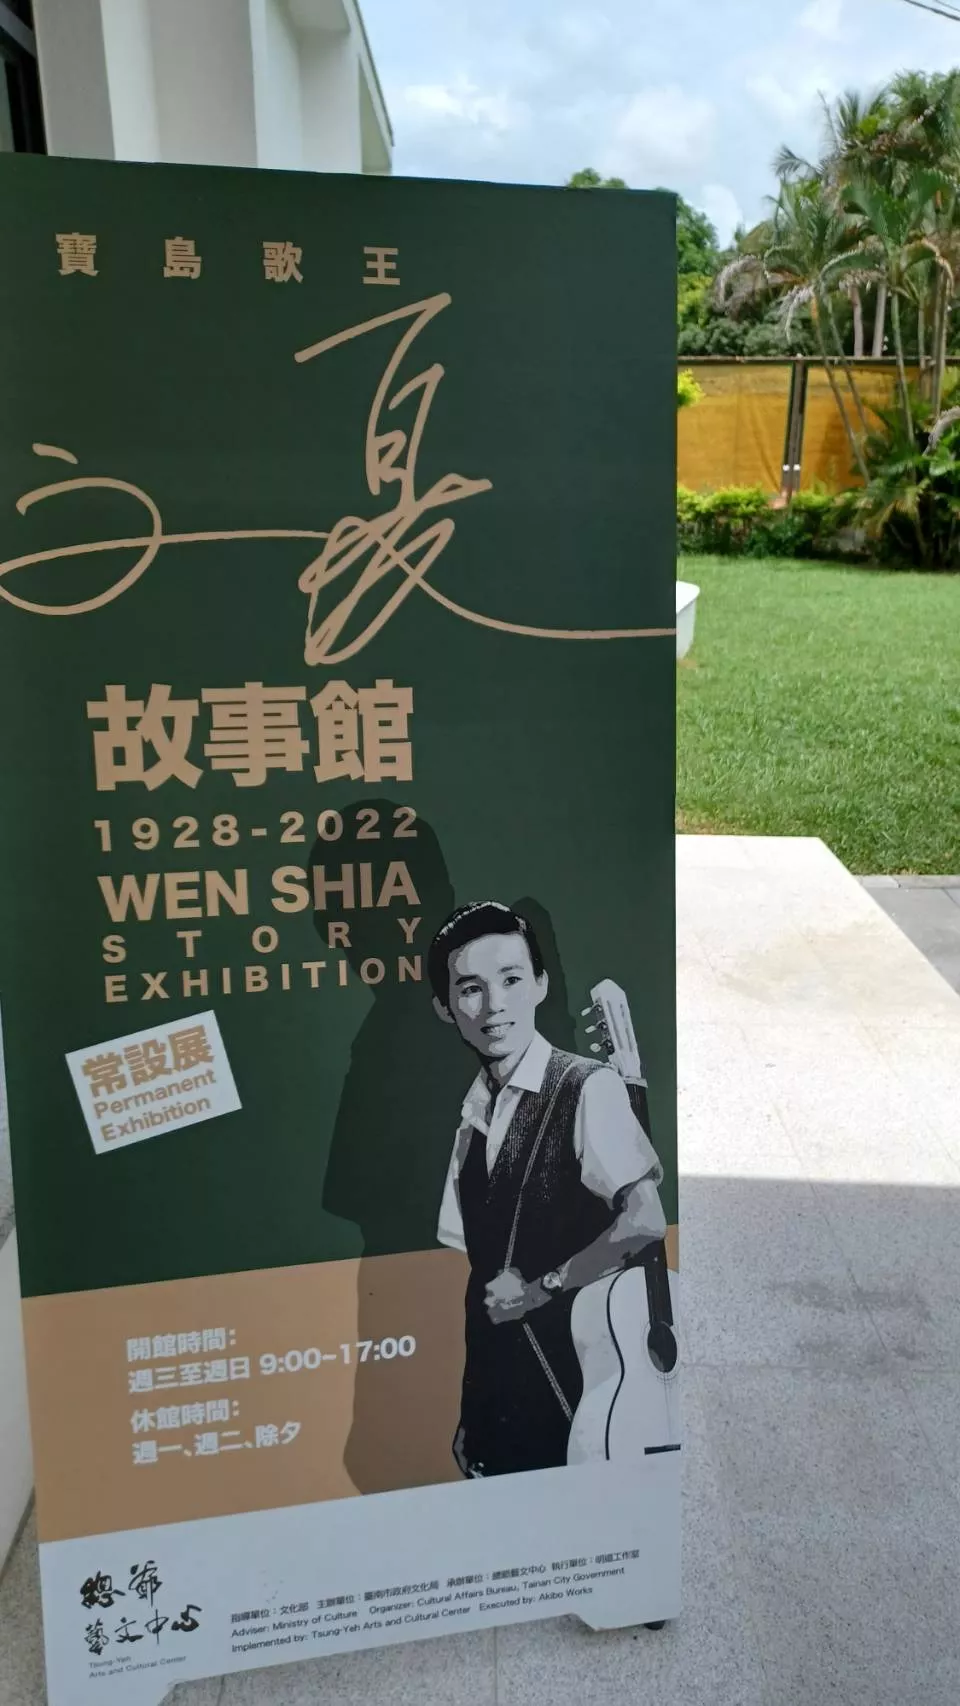 寶島歌王
文夏
故事館
1928-2022
WEN SHIA
STORY
EXHIBITION
常設展
Permanent
Exhibition
開館時間：
週三至週日 9:00~17:00
休館時間：
週一、週二、除夕
總爺
藝文中心
Tsung-Yeh
Arts and Cultural Center
指導單位：文化部 主辦單位：臺南市政府文化局 承辦單位：總爺藝文中心 執行單位：明道工作室
Adviser: Ministry of Culture Organizer: Cultural Affairs Bureau, Tainan City Government
Implemented by: Tsung-Yeh Arts and Cultural Center Executed by: Akibo Works